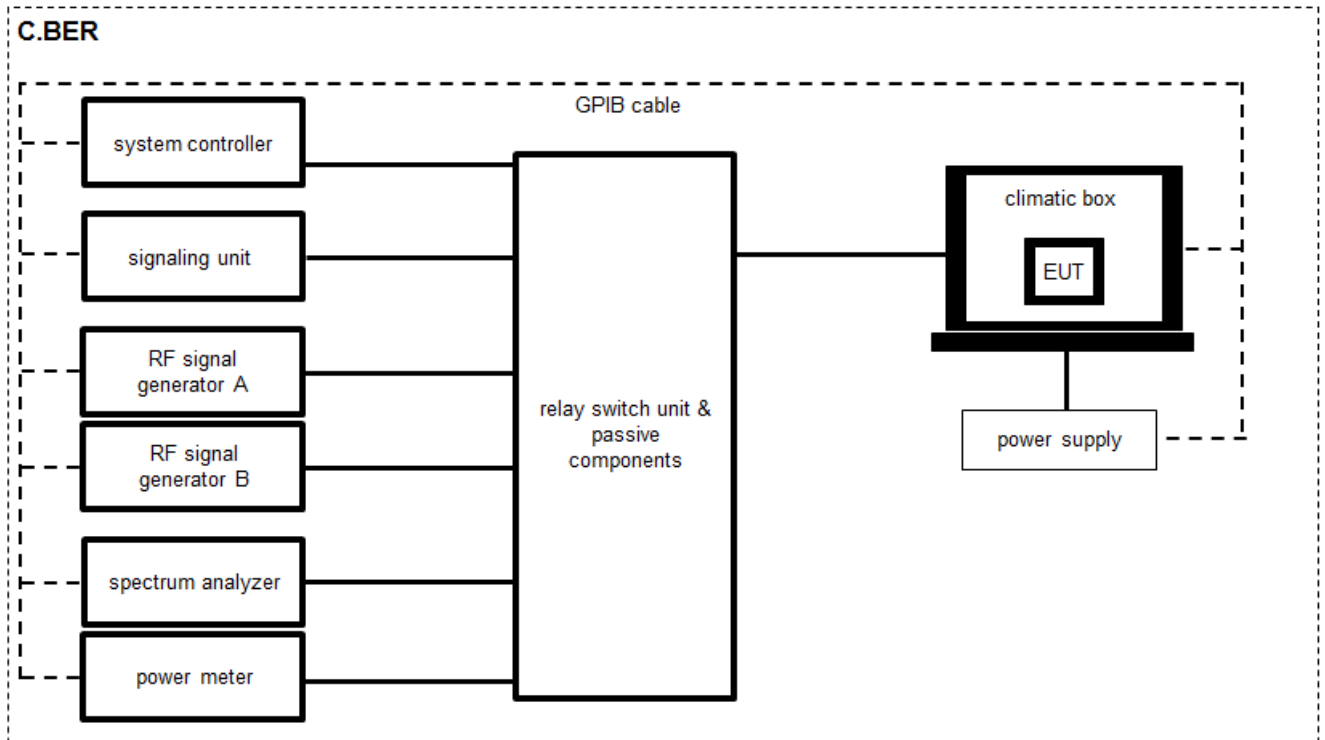 C.BER
GPIB cable
system controller
signaling unit
RF signal
generator A
RF signal
generator B
spectrum analyzer
power meter
relay switch unit &
passive
components
climatic box
EUT
power supply